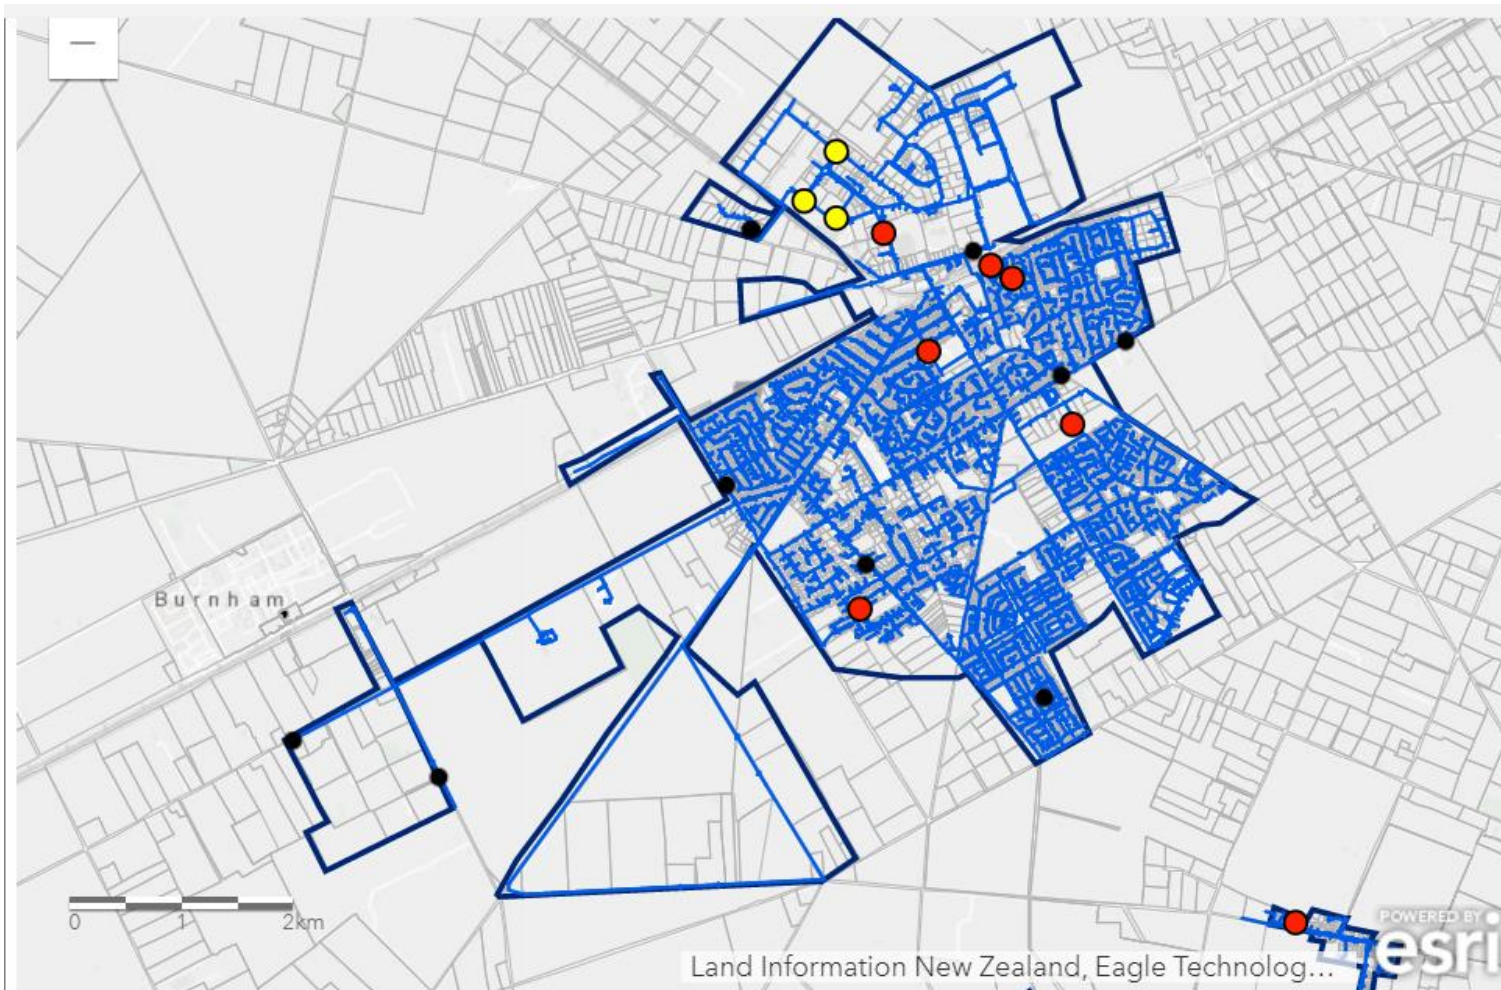 Burnham
0 1 2km
POWERED BY
esri
Land Information New Zealand, Eagle Technolog...